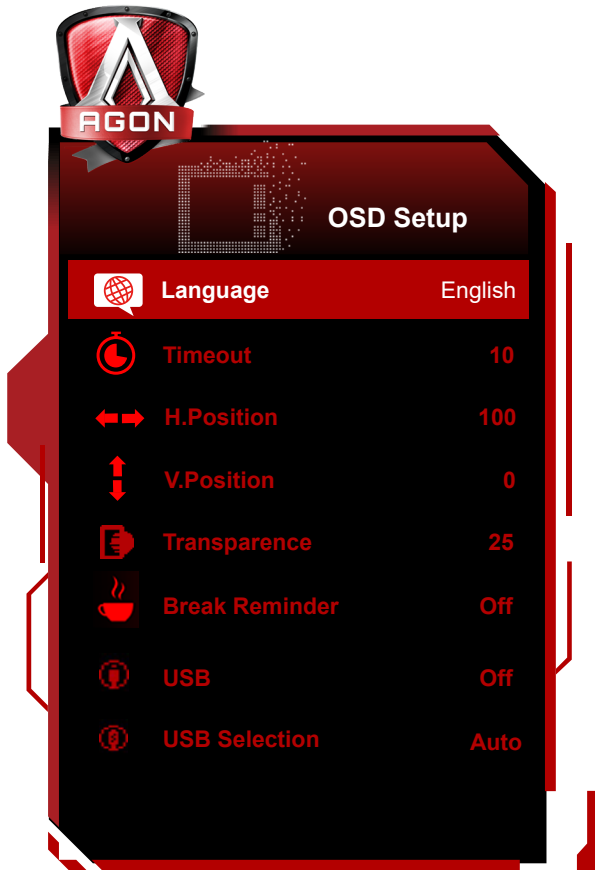 AGON
OSD Setup
Language English
Timeout 10
H.Position 100
V.Position 0
Transparence 25
Break Reminder Off
USB Off
USB Selection Auto